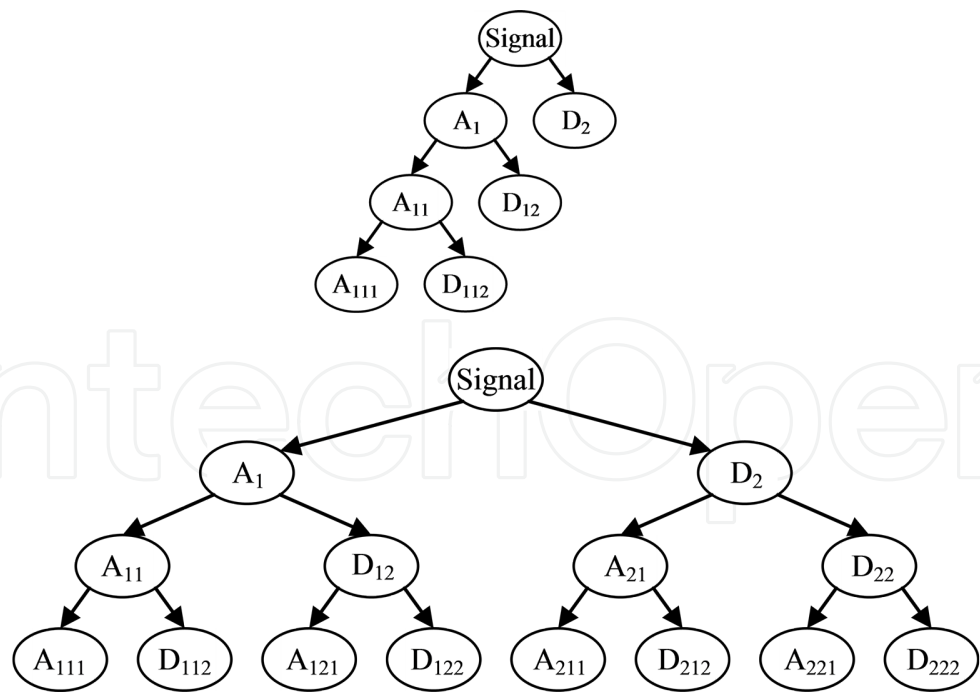 Signal
A₁ D₂
A₁₁ D₁₂
A₁₁₁ D₁₁₂
ntechOpe
Signal
A₁ D₂
A₁₁ D₁₂ A₂₁ D₂₂
A₁₁₁ D₁₁₂ A₁₂₁ D₁₂₂ A₂₁₁ D₂₁₂ A₂₂₁ D₂₂₂